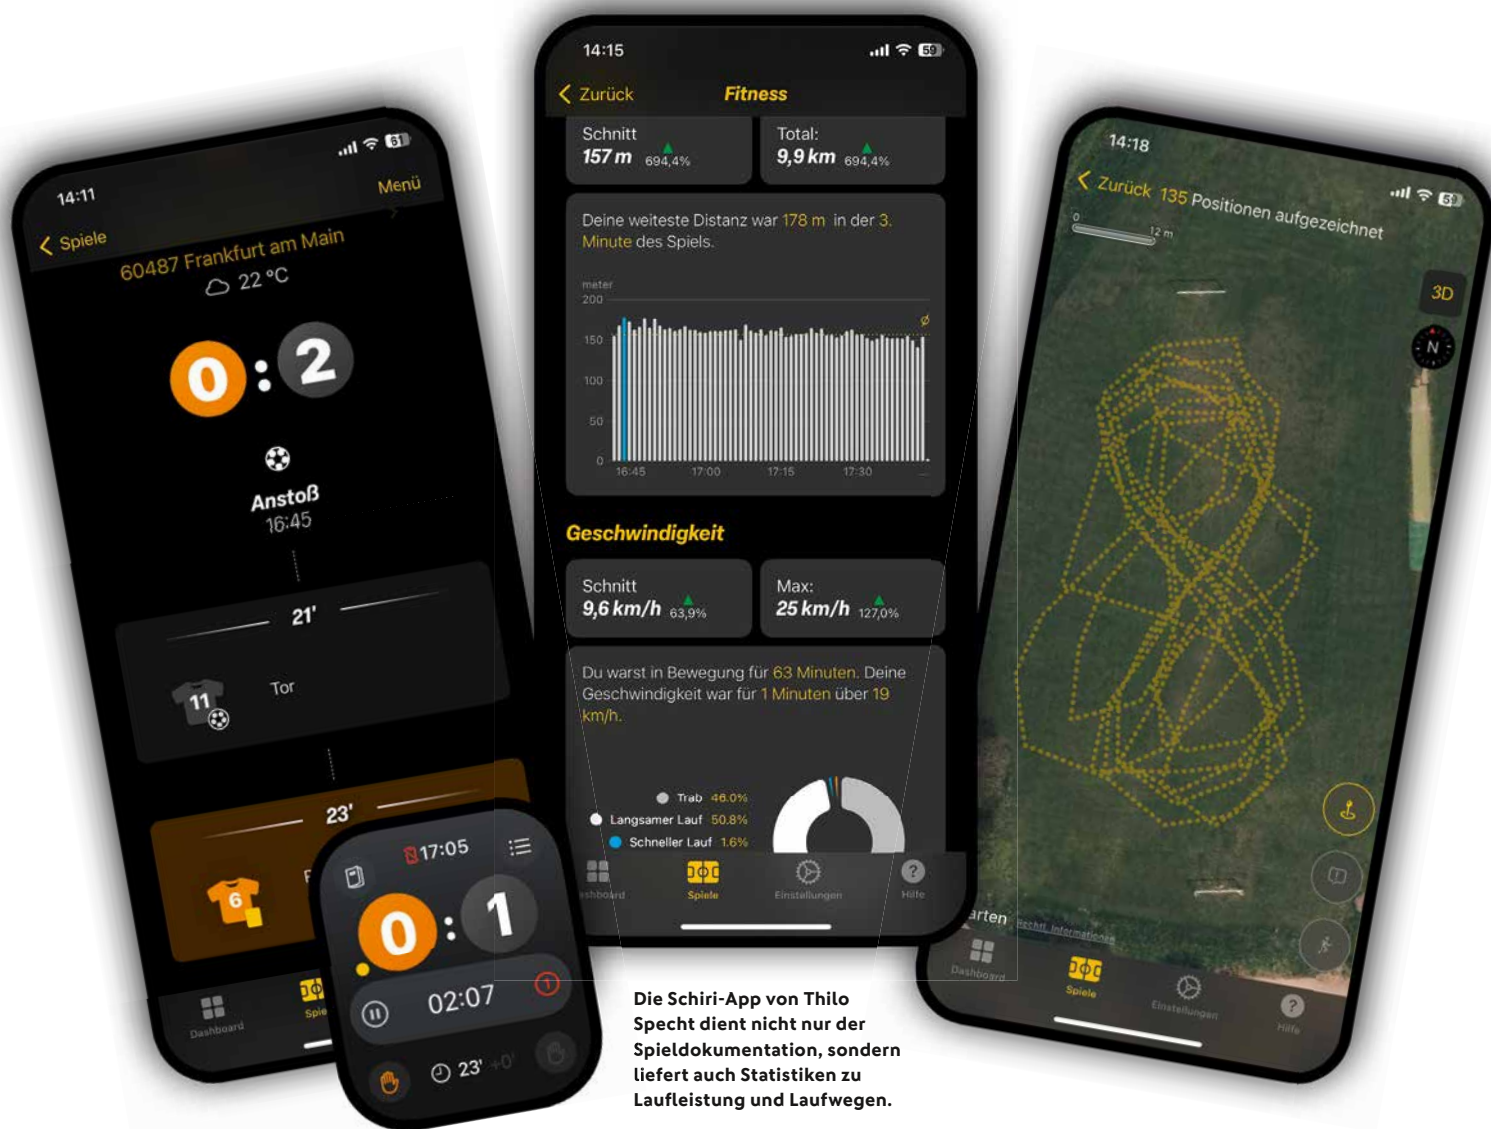 14:11
61
Spiele
Menü
60487 Frankfurt am Main
22 °C
0 : 2
Anstoß
16:45
21'
11
Tor
23'
6
Dashboard
17:05
0 : 1
02:07
1
23' +0'
14:15
59
Zurück
Fitness
Schnitt
157 m 694,4%
Total:
9,9 km 694,4%
Deine weiteste Distanz war 178 m in der 3.
Minute des Spiels.
meter
200
150
100
50
0
Ø
16:45 17:00 17:15 17:30
Geschwindigkeit
Schnitt
9,6 km/h 63,9%
Max:
25 km/h 127,0%
Du warst in Bewegung für 63 Minuten. Deine
Geschwindigkeit war für 1 Minuten über 19
km/h.
Trab 46.0%
Langsamer Lauf 50.8%
Schneller Lauf 1.6%
Spiele
Einstellungen
?
Hilfe
14:18
59
Zurück 135 Positionen aufgezeichnet
0 12 m
3D
N
Rechtl. Informationen
Dashboard
Spiele
Einstellungen
?
Hilfe
Die Schiri-App von Thilo
Specht dient nicht nur der
Spieldokumentation, sondern
liefert auch Statistiken zu
Laufleistung und Laufwegen.